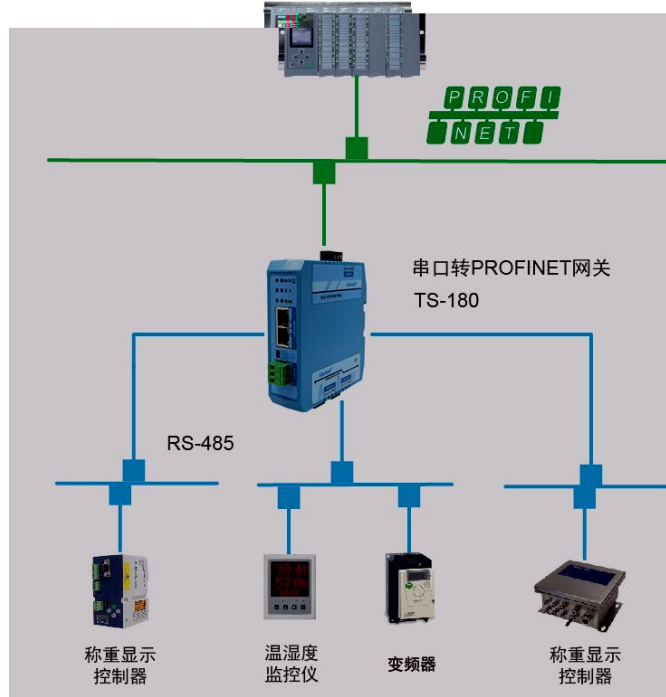 PROFI
NET
串口转PROFINET网关
TS-180
RS-485
称重显示
控制器
温湿度
监控仪
变频器
称重显示
控制器